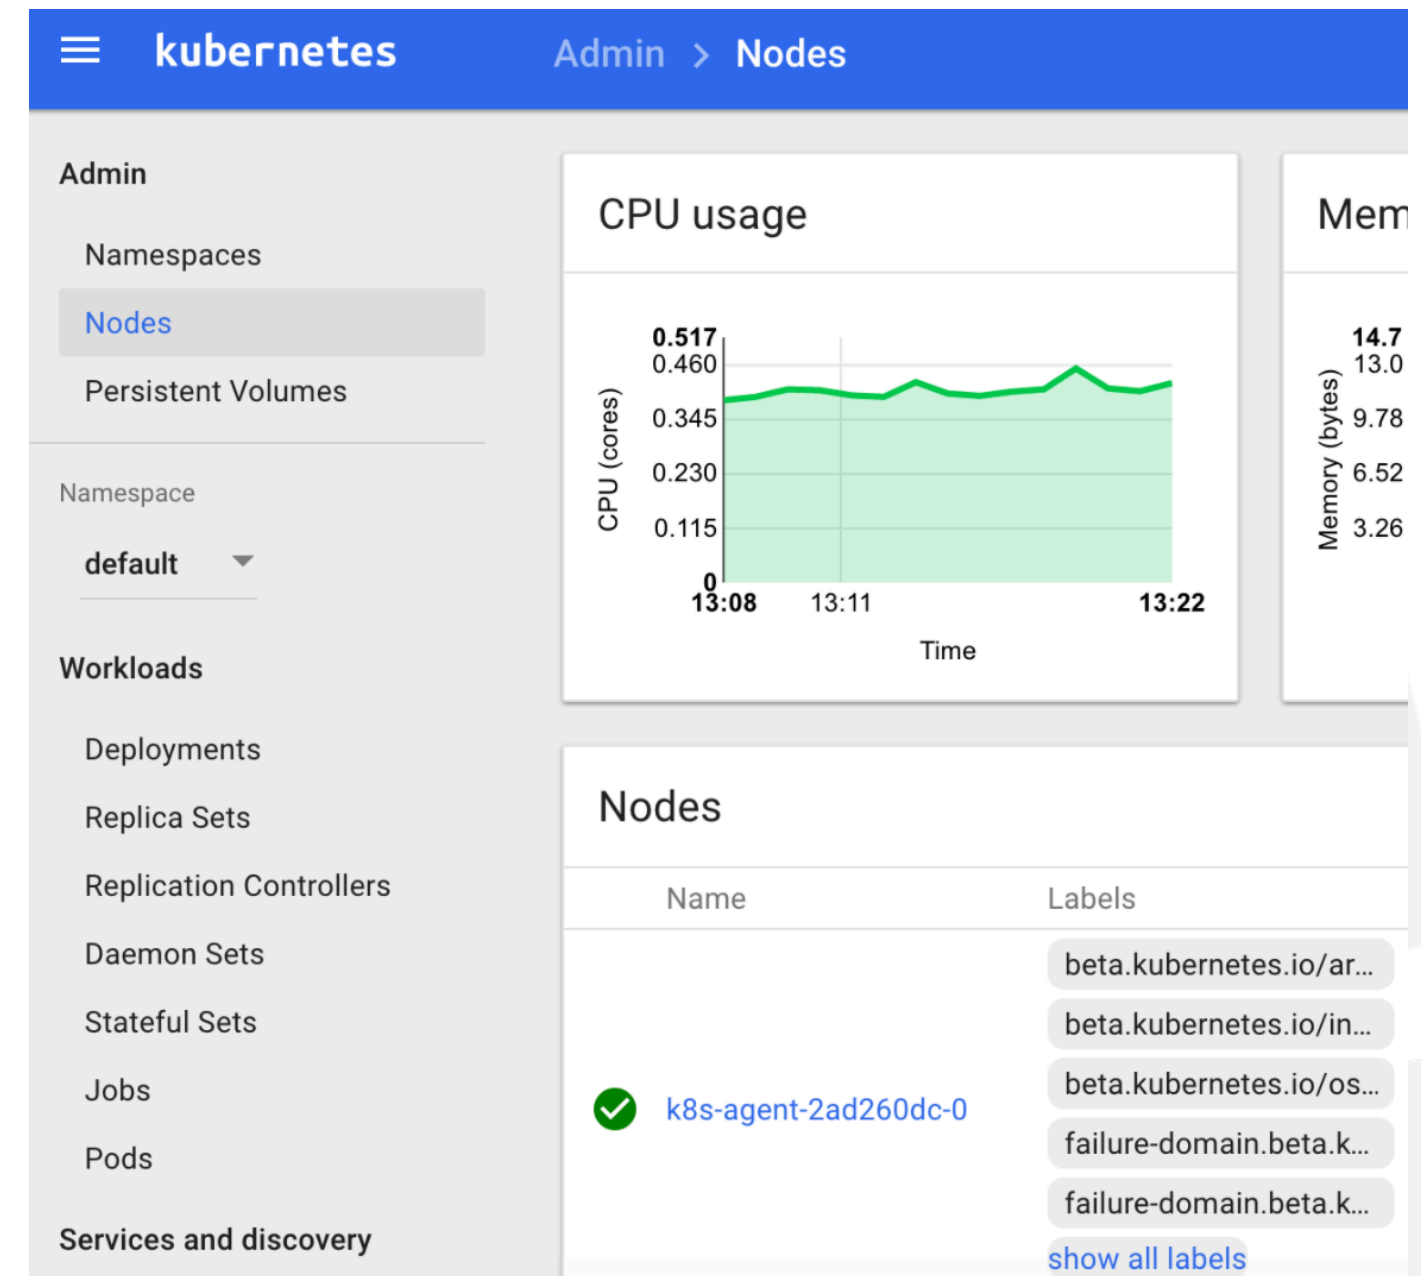 kubernetes
Admin > Nodes
Admin
Namespaces
Nodes
Persistent Volumes
Namespace
default
Workloads
Deployments
Replica Sets
Replication Controllers
Daemon Sets
Stateful Sets
Jobs
Pods
Services and discovery
CPU usage
CPU (cores)
0.517
0.460
0.345
0.230
0.115
0
13:08 13:11 13:22
Time
Mem
Memory (bytes)
14.7
13.0
9.78
6.52
3.26
Nodes
Name Labels
k8s-agent-2ad260dc-0
beta.kubernetes.io/ar...
beta.kubernetes.io/in...
beta.kubernetes.io/os...
failure-domain.beta.k...
failure-domain.beta.k...
show all labels